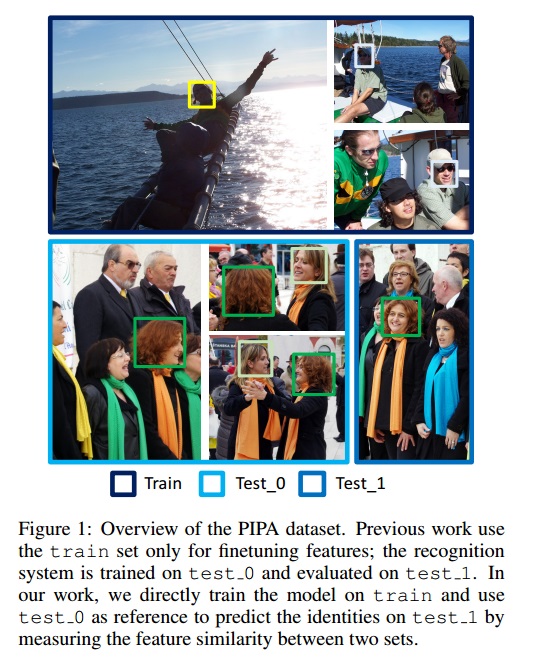 Train
Test_0
Test_1
Figure 1: Overview of the PIPA dataset. Previous work use
the train set only for finetuning features; the recognition
system is trained on test_0 and evaluated on test_1. In
our work, we directly train the model on train and use
test_0 as reference to predict the identities on test_1 by
measuring the feature similarity between two sets.